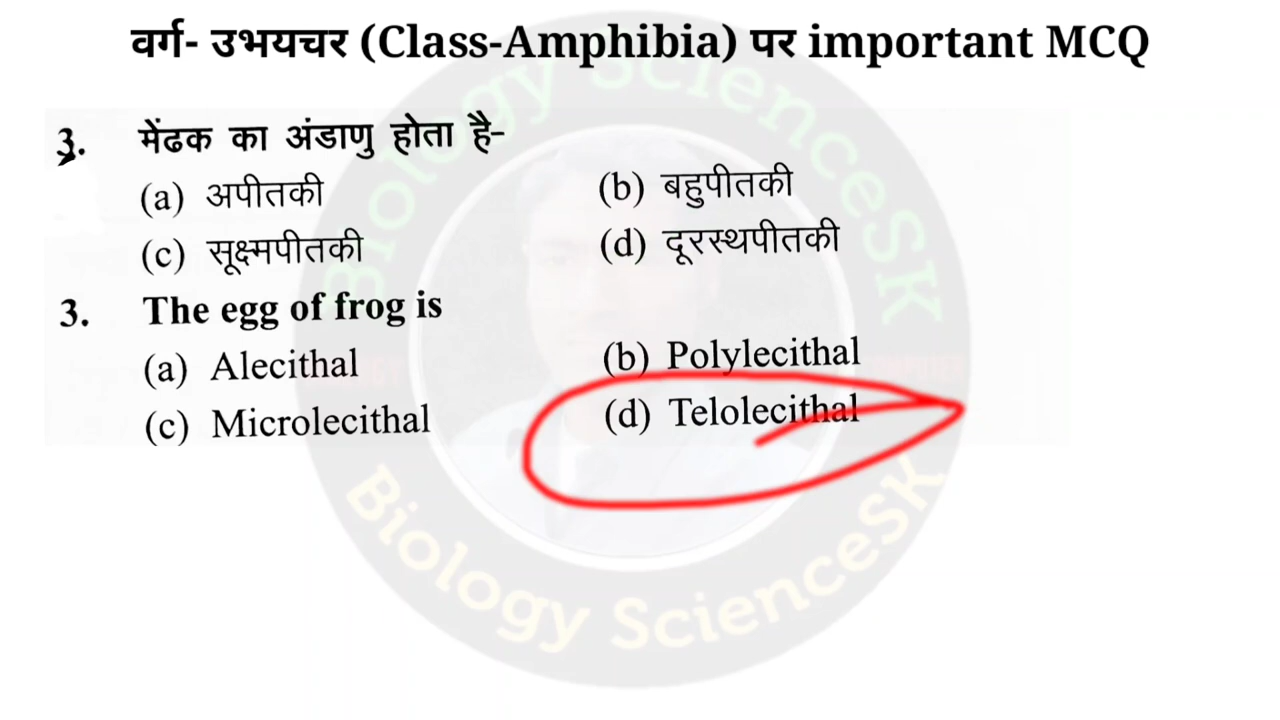 वर्ग- उभयचर (Class-Amphibia) पर important MCQ
3. मेंढक का अंडाणु होता है-
(a) अपीतकी (b) बहुपीतकी
(c) सूक्ष्मपीतकी (d) दूरस्थपीतकी
3. The egg of frog is
(a) Alecithal (b) Polylecithal
(c) Microlecithal (d) Telolecithal
Biology ScienceSK
Biology ScienceSK